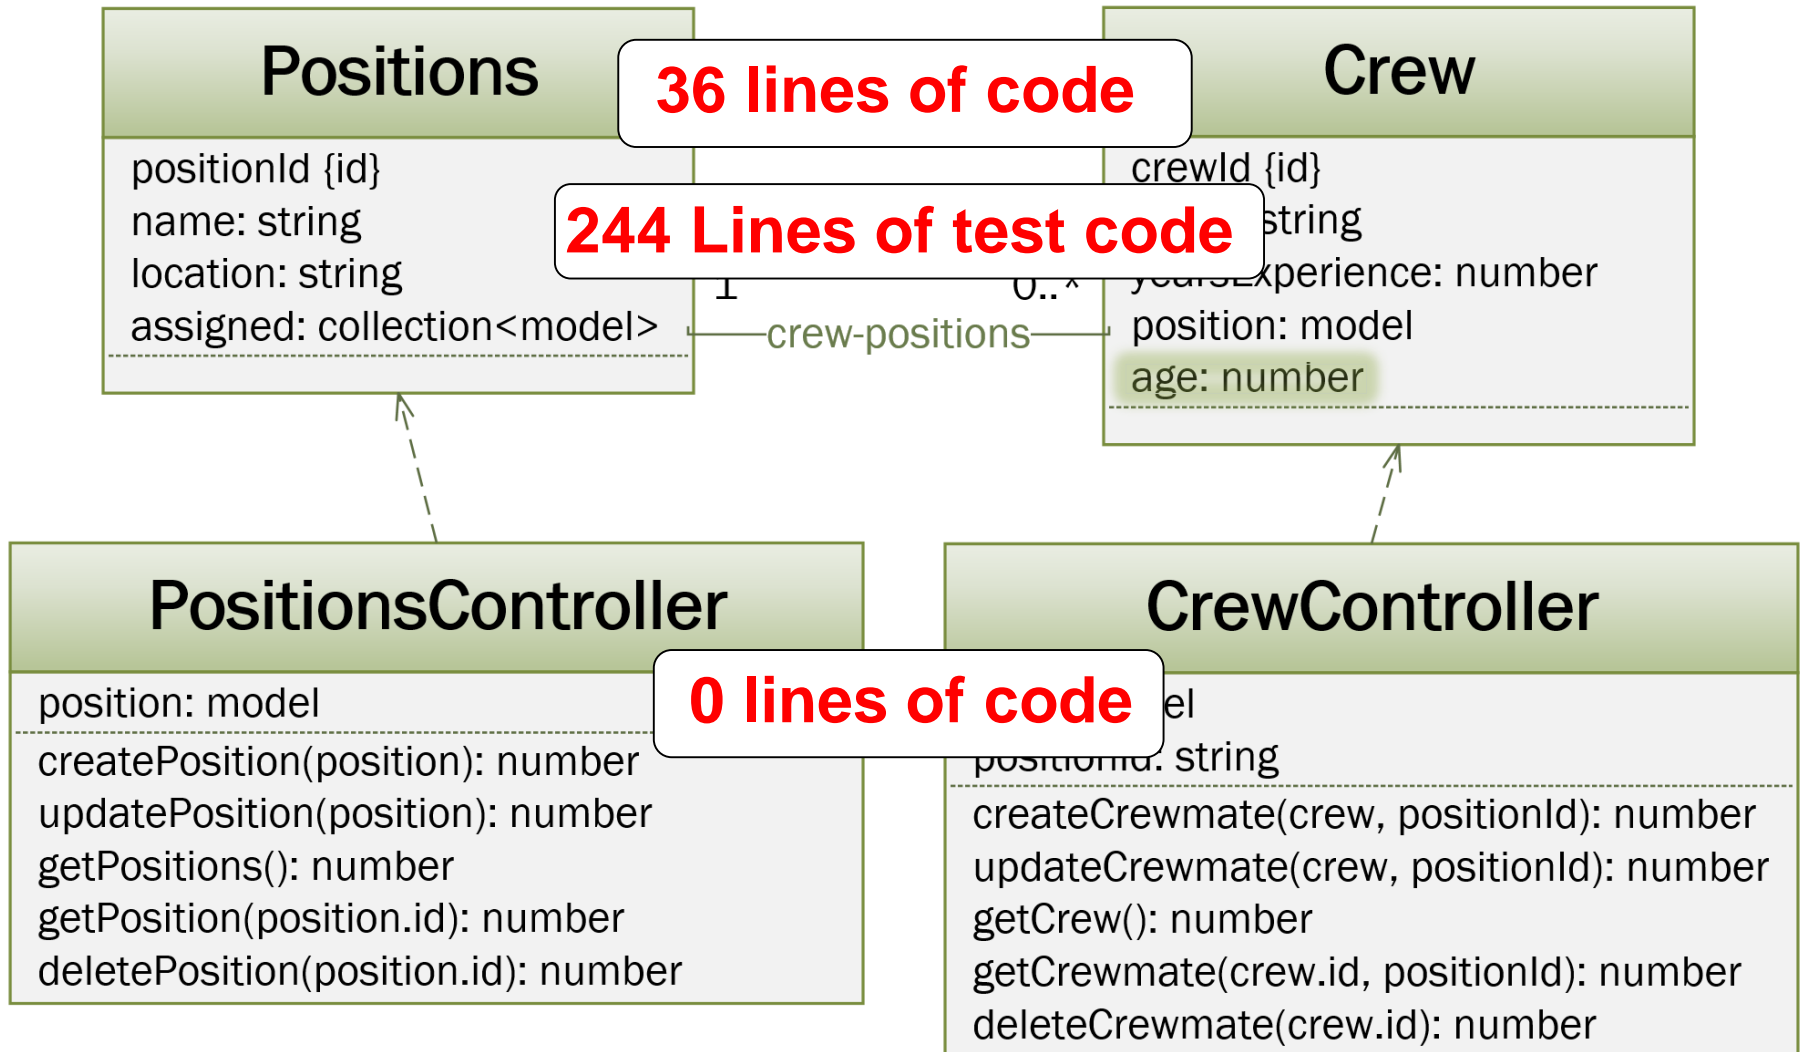 Positions
36 lines of code
Crew
positionId {id}
name: string
location: string
assigned: collection<model>
244 Lines of test code
1
0..*
crew-positions
crewId {id}
string
yearsExperience: number
position: model
age: number
PositionsController
position: model
createPosition(position): number
updatePosition(position): number
getPositions(): number
getPosition(position.id): number
deletePosition(position.id): number
0 lines of code
CrewController
positionId: string
createCrewmate(crew, positionId): number
updateCrewmate(crew, positionId): number
getCrew(): number
getCrewmate(crew.id, positionId): number
deleteCrewmate(crew.id): number